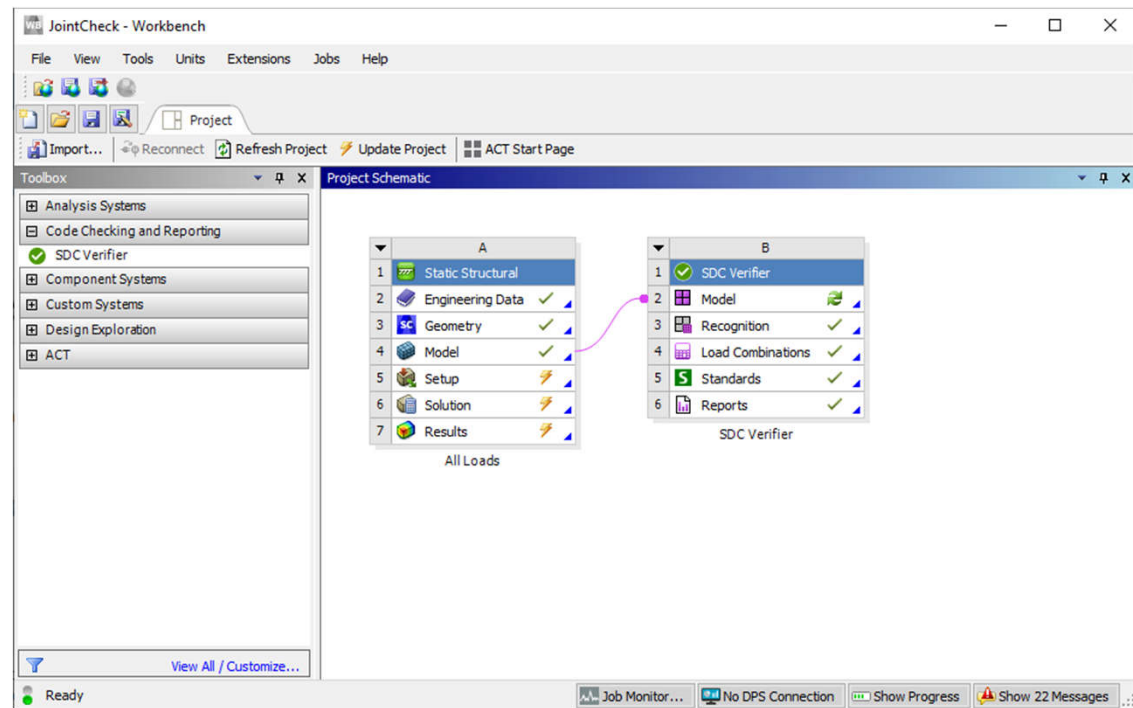 WB JointCheck - Workbench
File View Tools Units Extensions Jobs Help
Project
Import... Reconnect Refresh Project Update Project ACT Start Page
Toolbox
Project Schematic
Analysis Systems
Code Checking and Reporting
SDC Verifier
Component Systems
Custom Systems
Design Exploration
ACT
View All / Customize...
A
1 Static Structural
2 Engineering Data
3 SC Geometry
4 Model
5 Setup
6 Solution
7 Results
All Loads
B
1 SDC Verifier
2 Model
3 Recognition
4 Load Combinations
5 S Standards
6 Reports
SDC Verifier
Ready
Job Monitor... No DPS Connection Show Progress Show 22 Messages